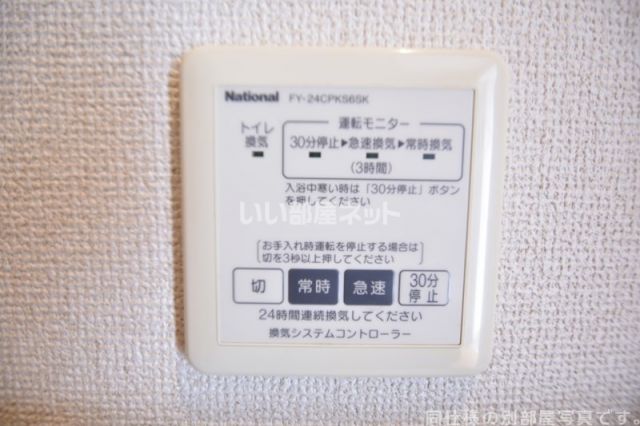 National FY-24CPKS6SK
トイレ
換気
運転モニター
30分停止▶急速換気▶常時換気
(3時間)
入浴中寒い時は「30分停止」ボタン
を押してください
いい部屋ネット
お手入れ時運転を停止する場合は
切を3秒以上押してください
切 常時 急速 30分停止
24時間連続換気してください
換気システムコントローラー
同仕様の別部屋写真です。